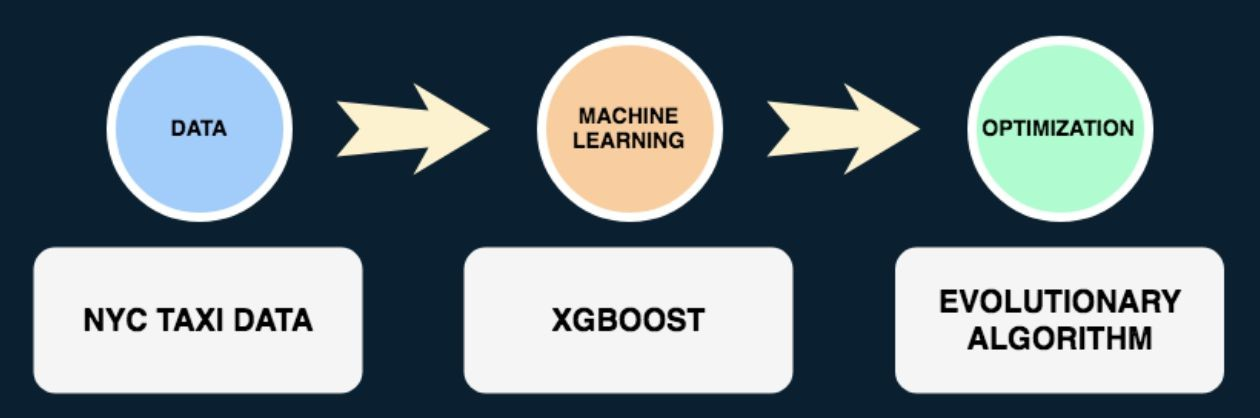 DATA
MACHINE
LEARNING
OPTIMIZATION
NYC TAXI DATA
XGBOOST
EVOLUTIONARY
ALGORITHM